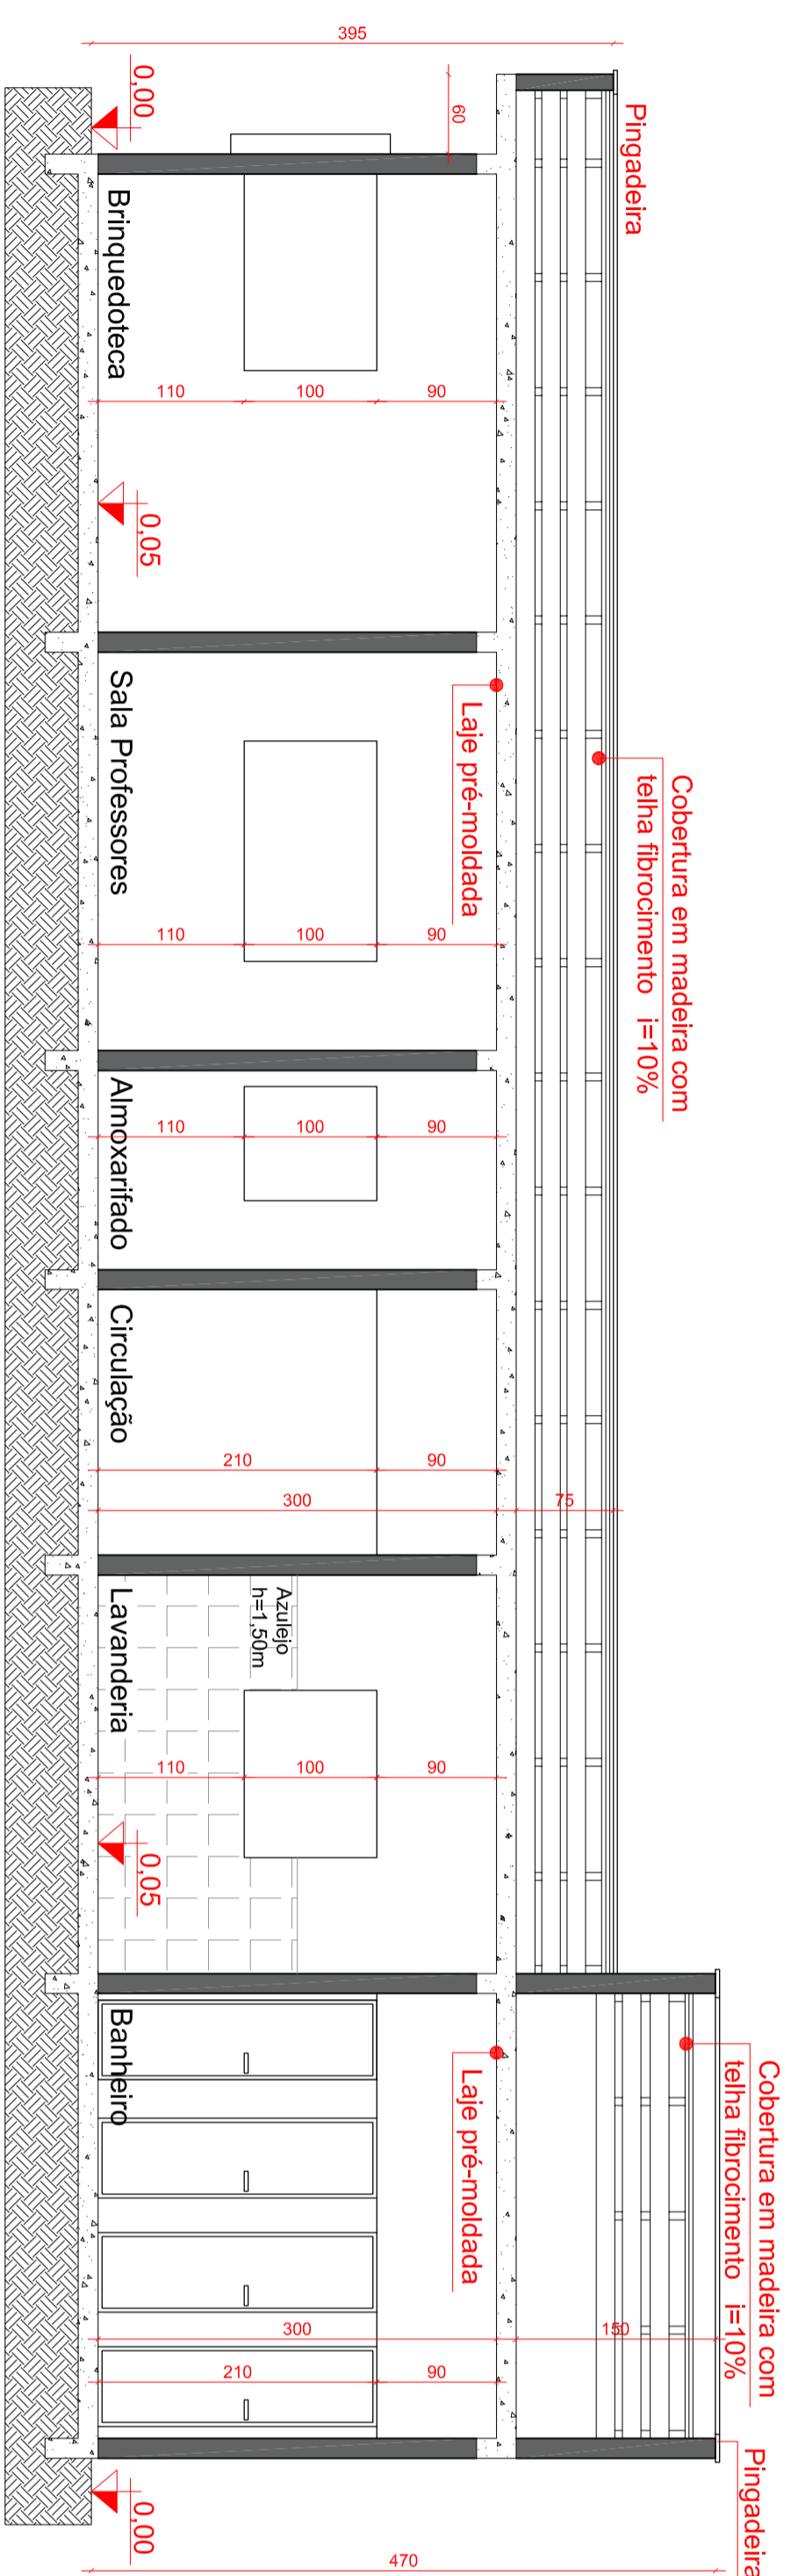 395
0,00
60
Pingadeira
Brinquedoteca
110
100
90
0,05
Sala Professores
Laje pré-moldada
Cobertura em madeira com
telha fibrocimento i=10%
110
100
90
Almoxarifado
110
100
90
Circulação
210
90
300
75
Lavanderia
Azulejo
h=1,50m
110
100
90
0,05
Banheiro
Laje pré-moldada
Cobertura em madeira com
telha fibrocimento i=10%
300
150
210
90
Pingadeira
0,00
470